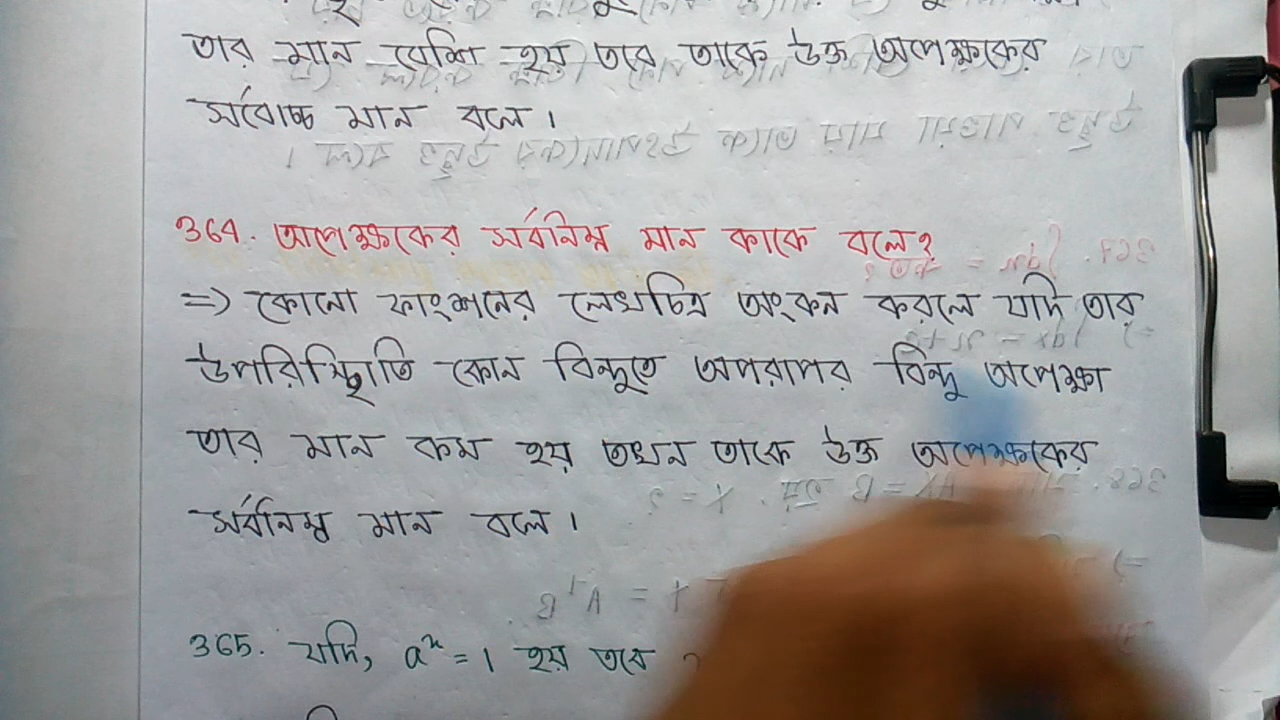 তার মান বেশি হয় তবে তাকে উক্ত অপেক্ষকের
সর্বোচ্চ মান বলে।
364. অপেক্ষকের সর্বনিম্ন মান কাকে বলে?
=> কোনো ফাংশনের লেখচিত্র অংকন করলে যদি তার
উপরিস্থিতি কোন বিন্দুতে অপরাপর বিন্দু অপেক্ষা
তার মান কম হয় তখন তাকে উক্ত অপেক্ষকের
সর্বনিম্ন মান বলে।
365. যদি, aˣ = 1 হয় তবে